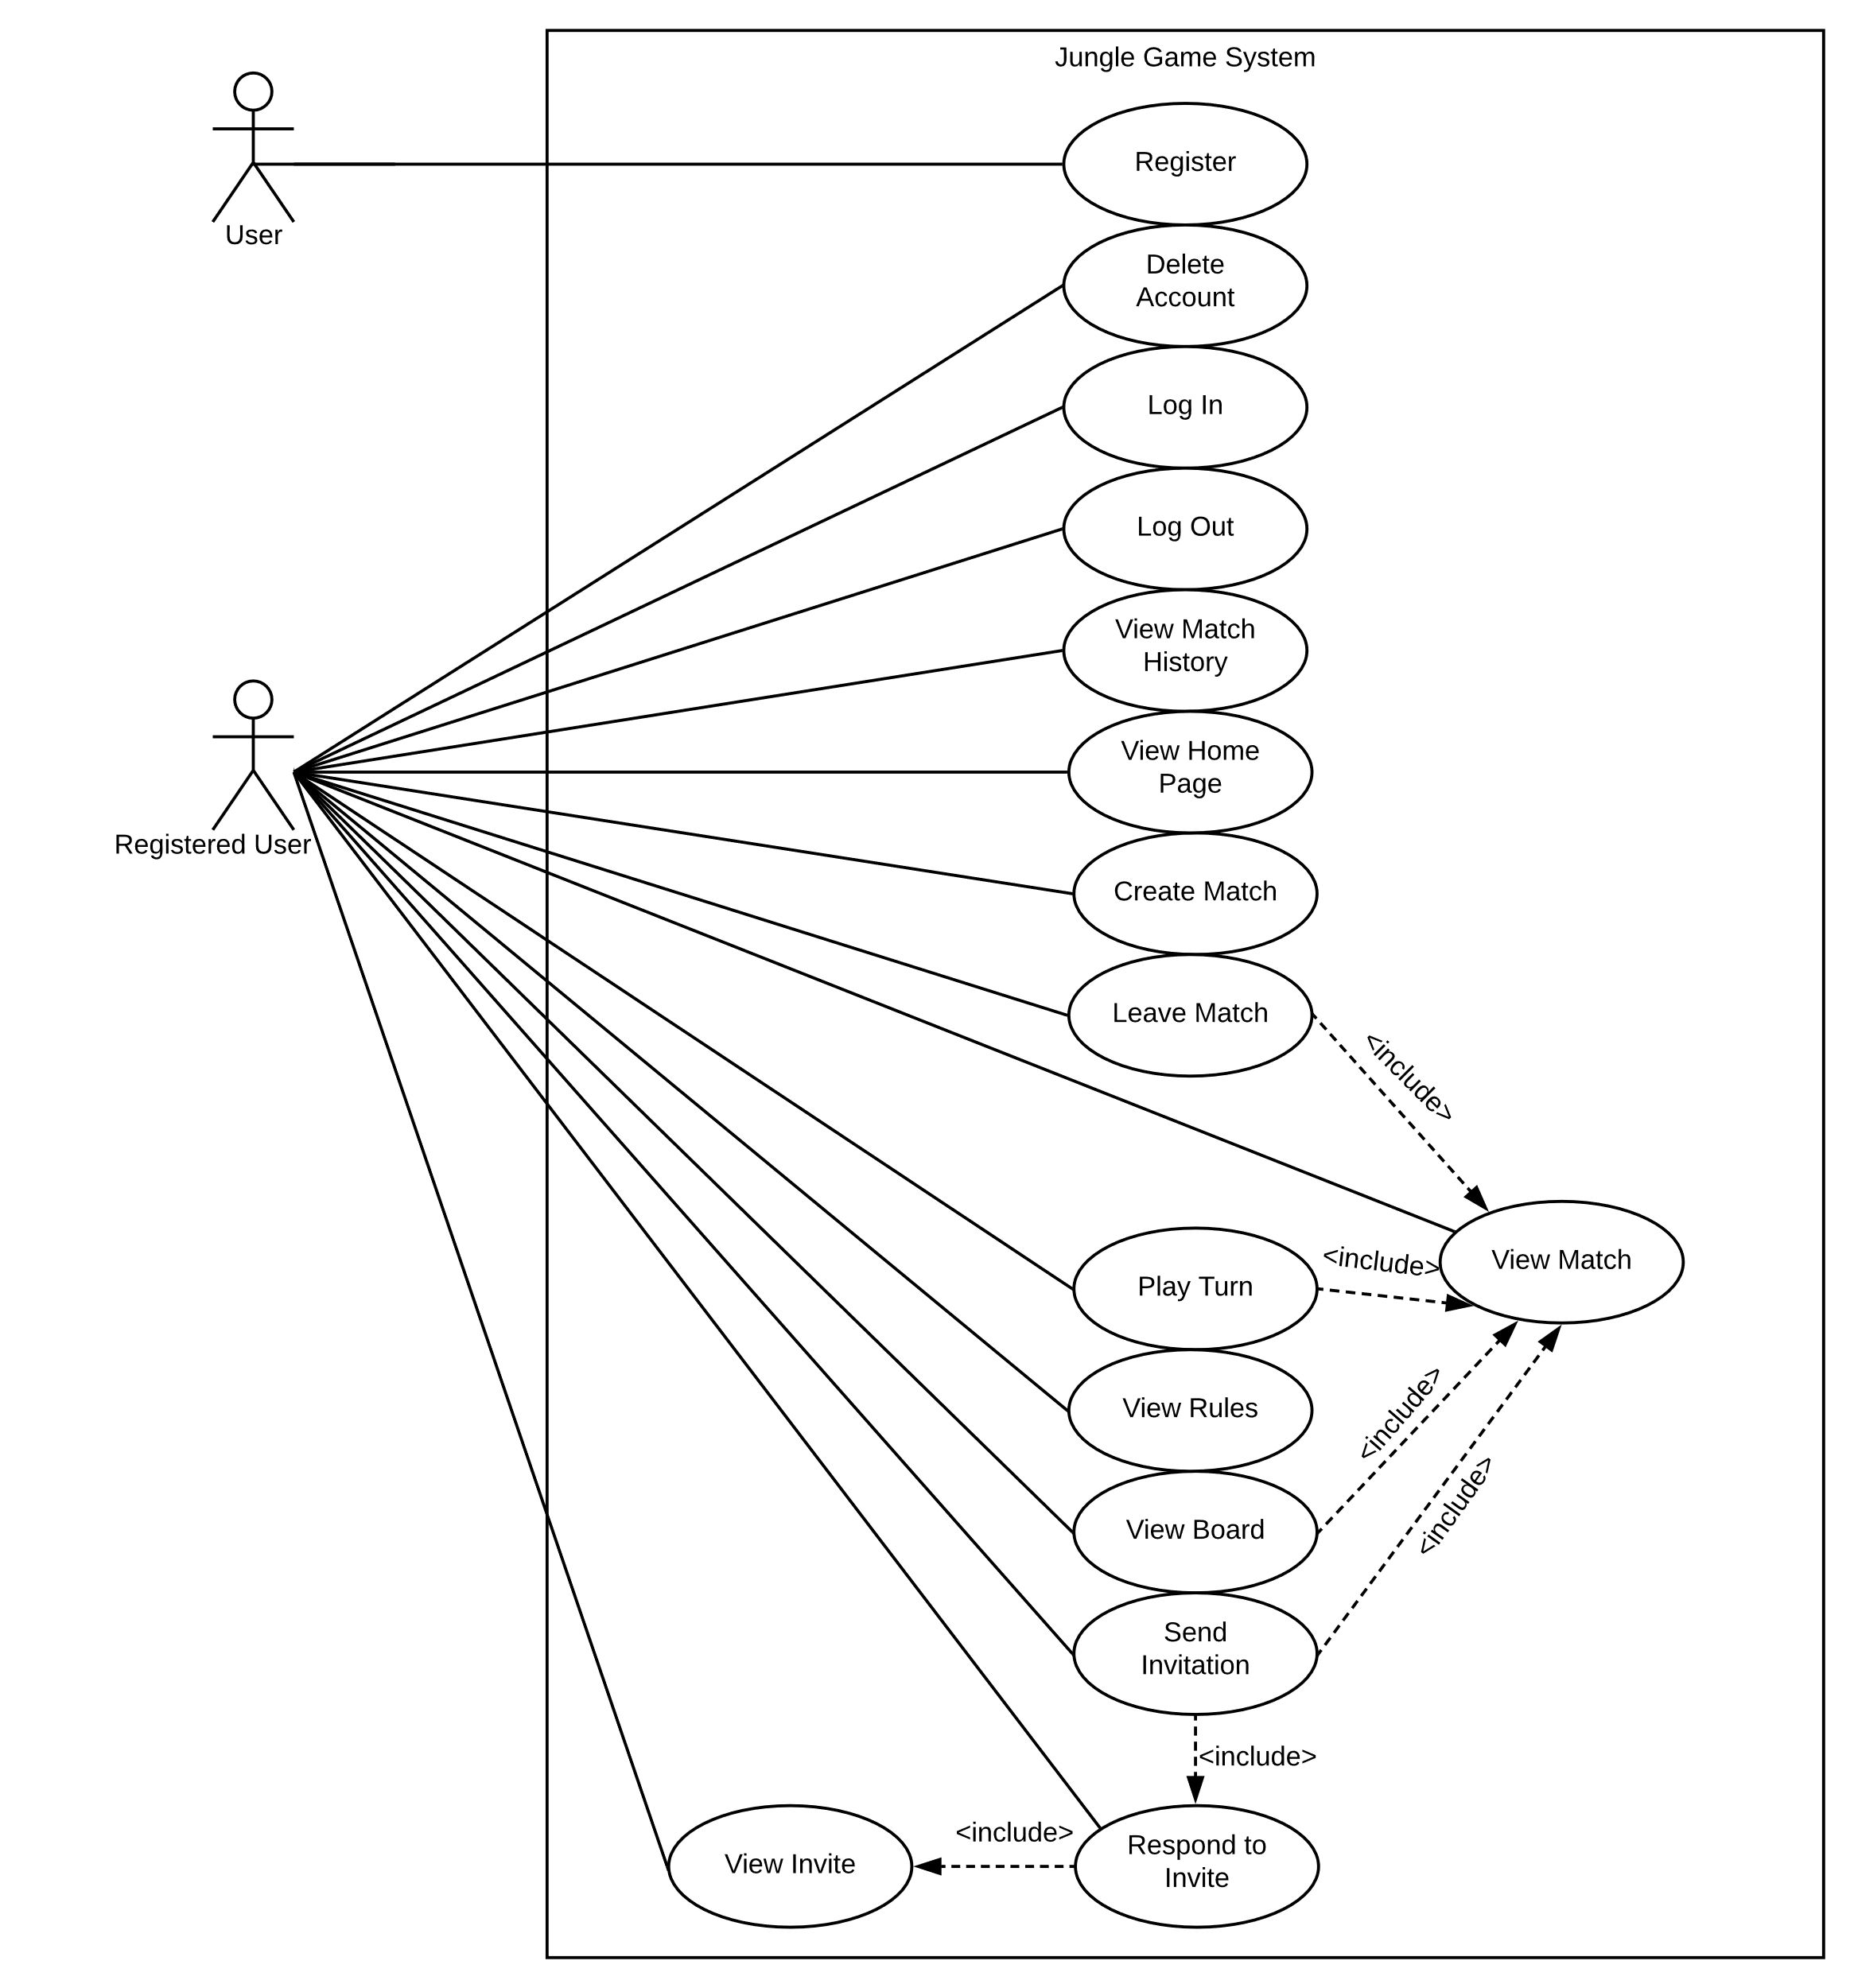 Jungle Game System
User
Register
Delete
Account
Log In
Log Out
View Match
History
View Home
Page
Registered User
Create Match
Leave Match
<include>
View Match
<include>
Play Turn
View Rules
<include>
View Board
<include>
Send
Invitation
<include>
<include>
View Invite
Respond to
Invite